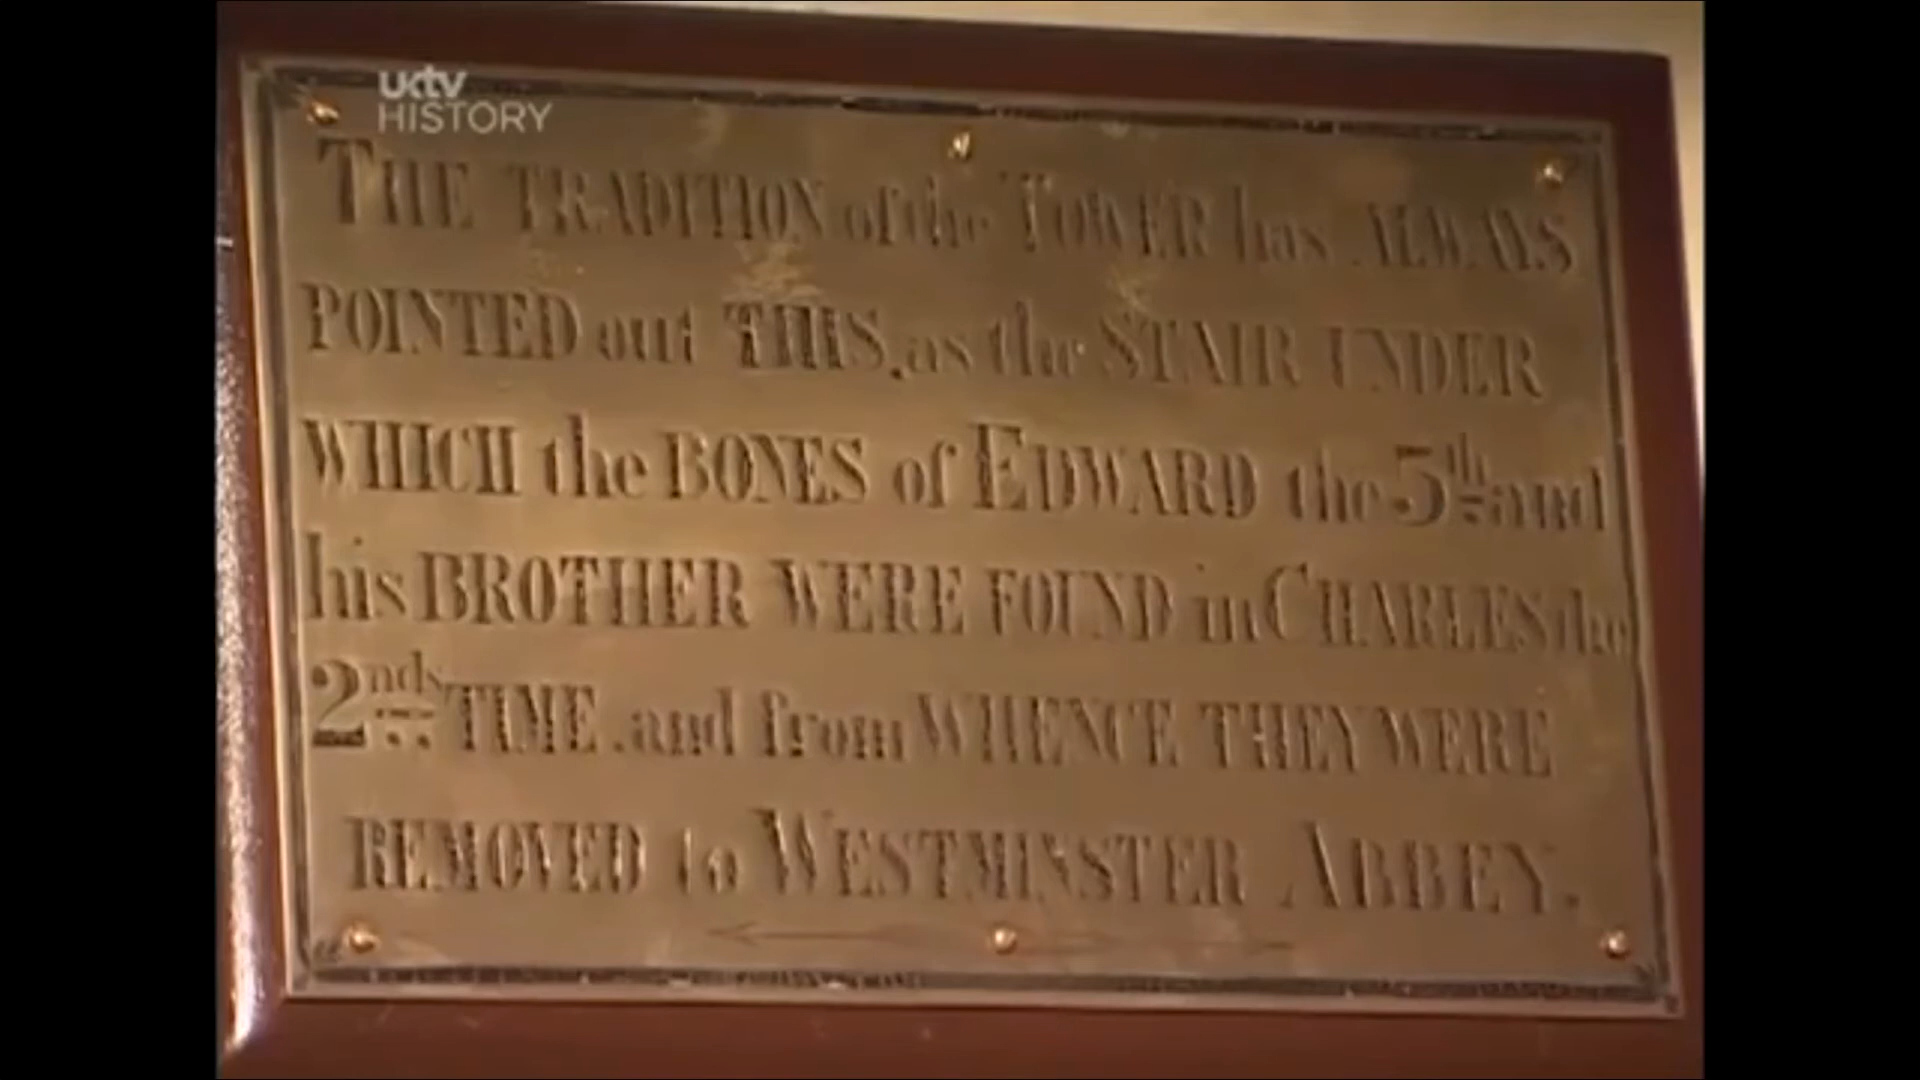 uktv
HISTORY
THE TRADITION of the TOWER has ALWAYS
POINTED out THIS, as the STAIR UNDER
WHICH the BONES of EDWARD the 5th and
his BROTHER WERE FOUND in CHARLES the
2nds TIME. and from WHENCE THEY WERE
REMOVED to WESTMINSTER ABBEY.